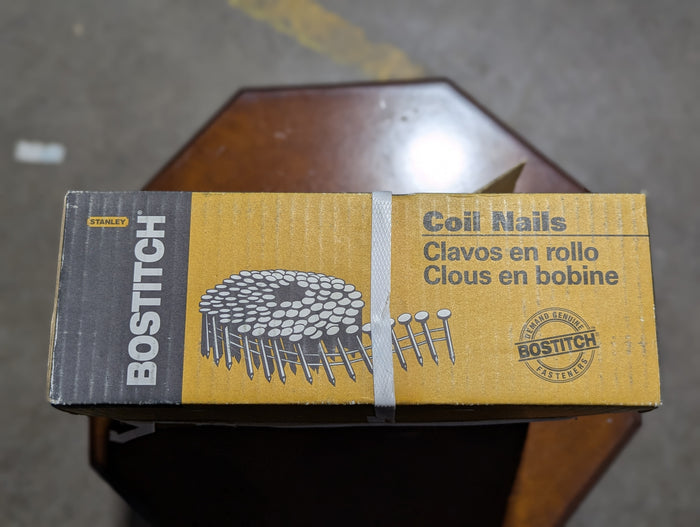 STANLEY
BOSTITCH®
Coil Nails
Clavos en rollo
Clous en bobine
DEMAND GENUINE
BOSTITCH®
FASTENERS